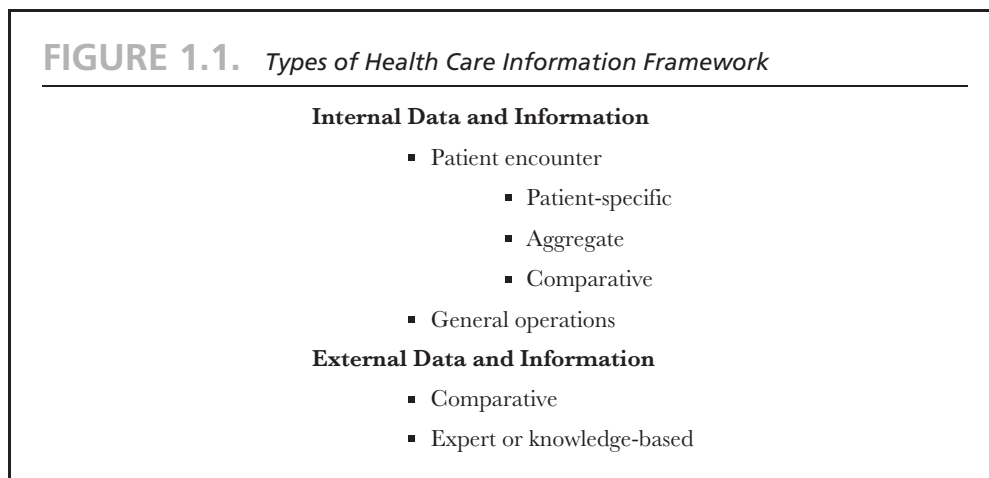 FIGURE 1.1. Types of Health Care Information Framework
Internal Data and Information
▪ Patient encounter
▪ Patient-specific
▪ Aggregate
▪ Comparative
▪ General operations
External Data and Information
▪ Comparative
▪ Expert or knowledge-based